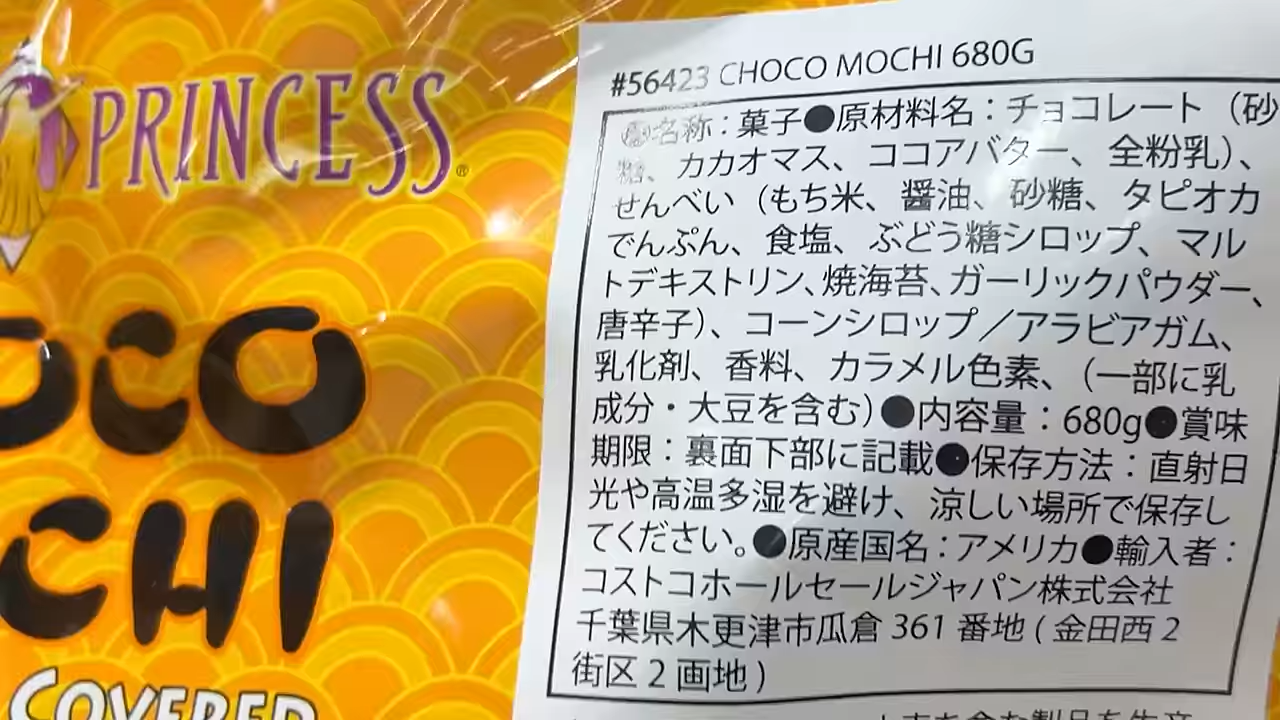 PRINCESS®
OCO
CHI
COVERED
#56423 CHOCO MOCHI 680G
●名称：菓子●原材料名：チョコレート（砂
糖、カカオマス、ココアバター、全粉乳）、
せんべい（もち米、醤油、砂糖、タピオカ
でんぷん、食塩、ぶどう糖シロップ、マル
トデキストリン、焼海苔、ガーリックパウダー、
唐辛子）、コーンシロップ／アラビアガム、
乳化剤、香料、カラメル色素、（一部に乳
成分・大豆を含む）●内容量：680g●賞味
期限：裏面下部に記載●保存方法：直射日
光や高温多湿を避け、涼しい場所で保存し
てください。●原産国名：アメリカ●輸入者：
コストコホールセールジャパン株式会社
千葉県木更津市瓜倉 361 番地 ( 金田西 2
街区 2 画地 )